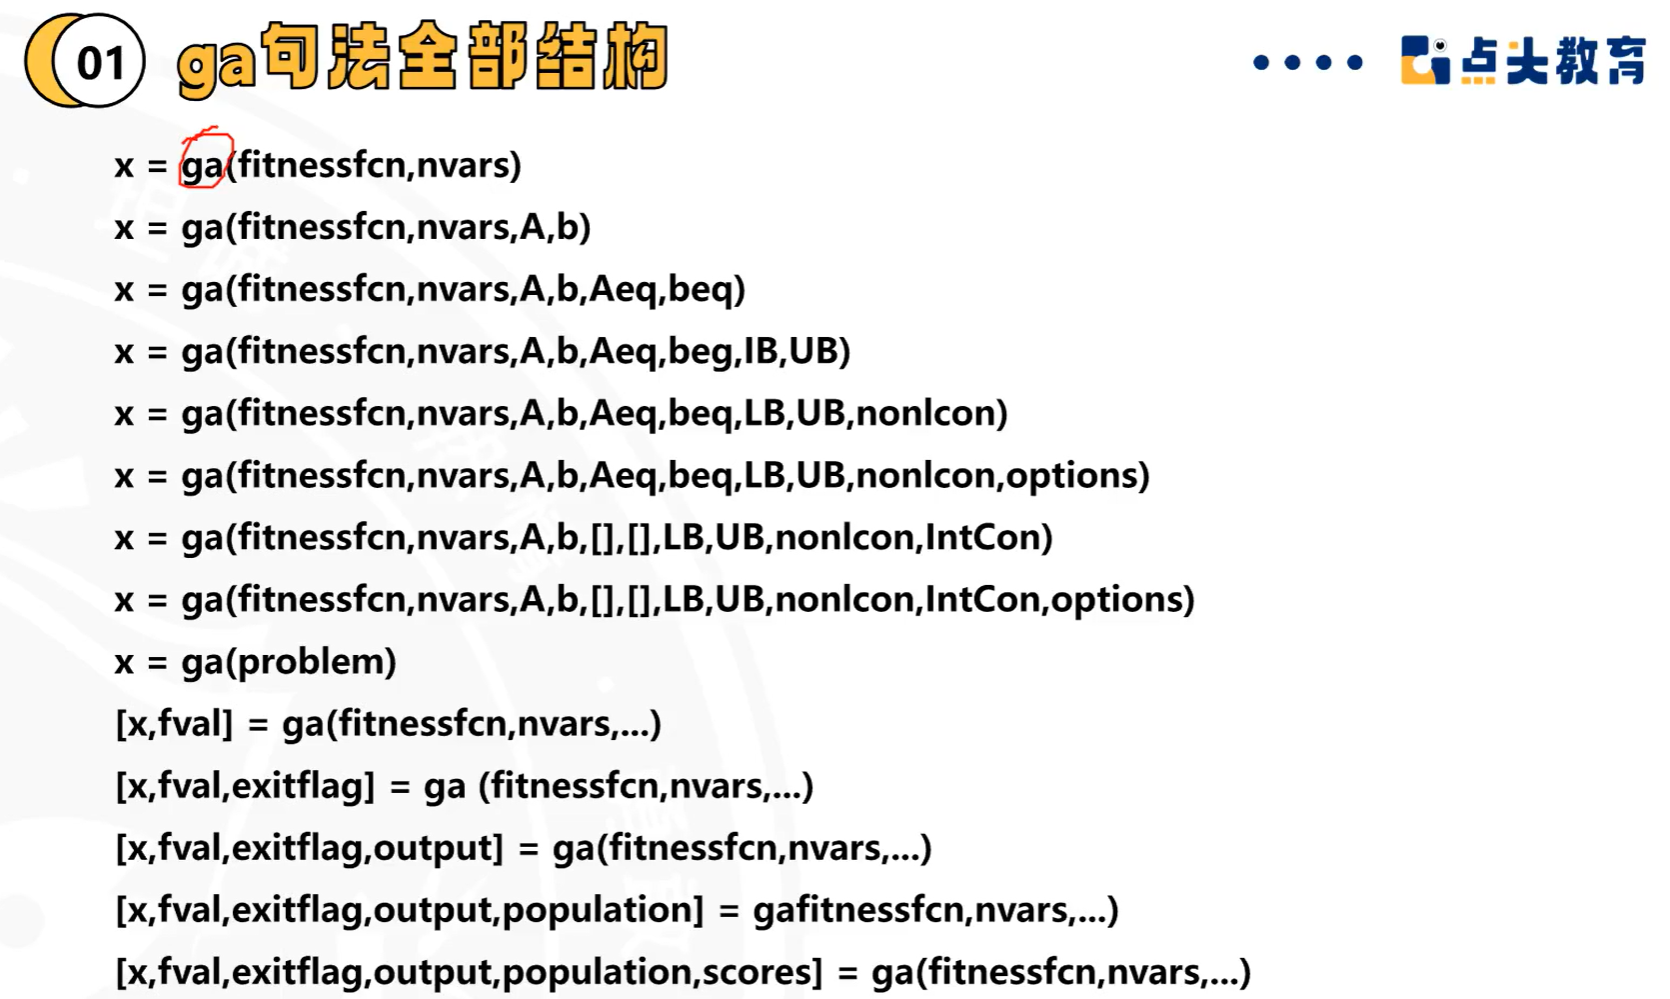 01 ga句法全部结构
点头教育
x = ga(fitnessfcn,nvars)
x = ga(fitnessfcn,nvars,A,b)
x = ga(fitnessfcn,nvars,A,b,Aeq,beq)
x = ga(fitnessfcn,nvars,A,b,Aeq,beg,IB,UB)
x = ga(fitnessfcn,nvars,A,b,Aeq,beq,LB,UB,nonlcon)
x = ga(fitnessfcn,nvars,A,b,Aeq,beq,LB,UB,nonlcon,options)
x = ga(fitnessfcn,nvars,A,b,[],[],LB,UB,nonlcon,IntCon)
x = ga(fitnessfcn,nvars,A,b,[],[],LB,UB,nonlcon,IntCon,options)
x = ga(problem)
[x,fval] = ga(fitnessfcn,nvars,...)
[x,fval,exitflag] = ga (fitnessfcn,nvars,...)
[x,fval,exitflag,output] = ga(fitnessfcn,nvars,...)
[x,fval,exitflag,output,population] = gafitnessfcn,nvars,...)
[x,fval,exitflag,output,population,scores] = ga(fitnessfcn,nvars,...)